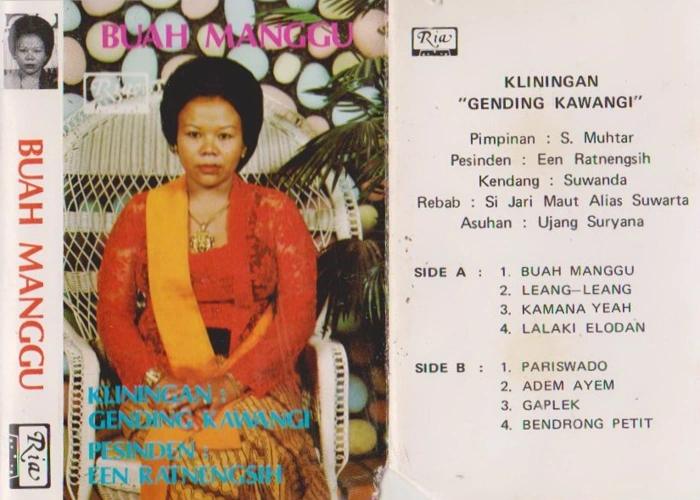 BUAH MANGGU
Ria
BUAH MANGGU
Ria
KLININGAN :
GENDING KAWANGI
PESINDEN :
EEN RATNENGSIH
Ria
KLININGAN
"GENDING KAWANGI"
Pimpinan : S. Muhtar
Pesinden : Een Ratnengsih
Kendang : Suwanda
Rebab : Si Jari Maut Alias Suwarta
Asuhan : Ujang Suryana
SIDE A : 1. BUAH MANGGU
2. LEANG–LEANG
3. KAMANA YEAH
4. LALAKI ELODAN
SIDE B : 1. PARISWADO
2. ADEM AYEM
3. GAPLEK
4. BENDRONG PETIT